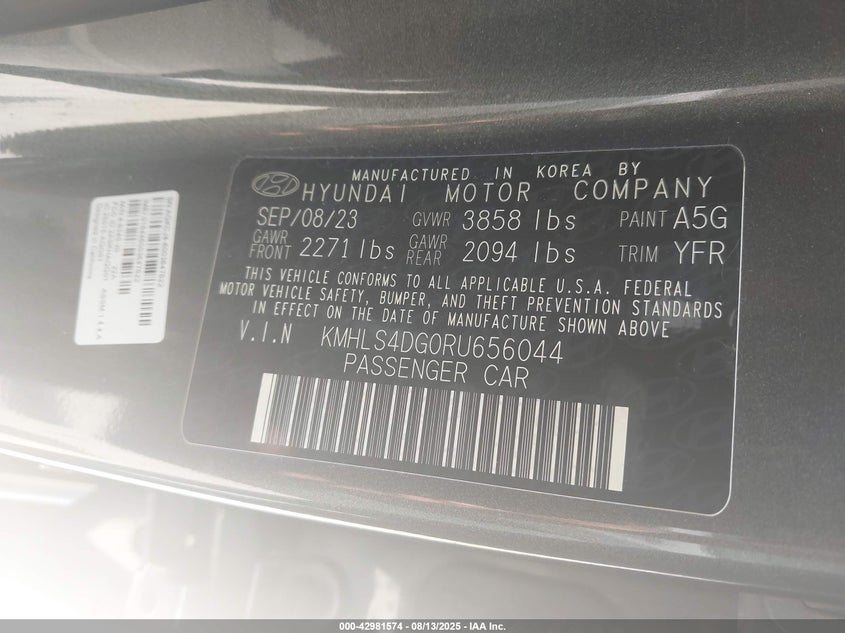 MANUFACTURED IN KOREA BY
HYUNDAI MOTOR COMPANY
SEP/08/23 GVWR 3858 lbs PAINT A5G
GAWR FRONT 2271 lbs GAWR REAR 2094 lbs TRIM YFR
THIS VEHICLE CONFORMS TO ALL APPLICABLE U.S.A. FEDERAL
MOTOR VEHICLE SAFETY, BUMPER, AND THEFT PREVENTION STANDARDS
IN EFFECT ON THE DATE OF MANUFACTURE SHOWN ABOVE
V.I.N KMHLS4DG0RU656044
PASSENGER CAR
000-42981574 - 08/13/2025 - IAA Inc.